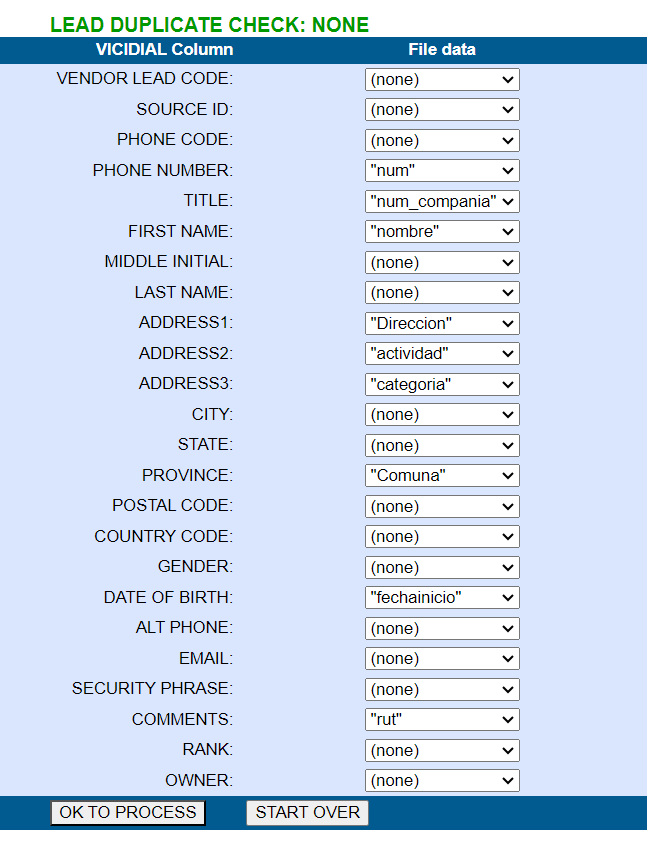 LEAD DUPLICATE CHECK: NONE
VICIDIAL Column File data
VENDOR LEAD CODE: (none)
SOURCE ID: (none)
PHONE CODE: (none)
PHONE NUMBER: "num"
TITLE: "num_compania"
FIRST NAME: "nombre"
MIDDLE INITIAL: (none)
LAST NAME: (none)
ADDRESS1: "Direccion"
ADDRESS2: "actividad"
ADDRESS3: "categoria"
CITY: (none)
STATE: (none)
PROVINCE: "Comuna"
POSTAL CODE: (none)
COUNTRY CODE: (none)
GENDER: (none)
DATE OF BIRTH: "fechainicio"
ALT PHONE: (none)
EMAIL: (none)
SECURITY PHRASE: (none)
COMMENTS: "rut"
RANK: (none)
OWNER: (none)
OK TO PROCESS START OVER